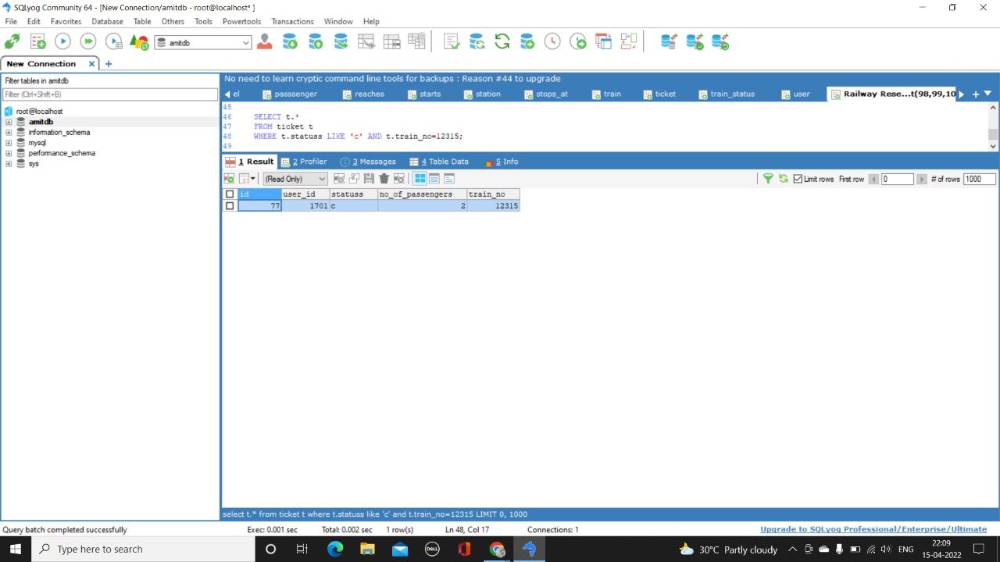 SQLyog Community 64 - [New Connection/amitdb - root@localhost* ]
File Edit Favorites Database Table Others Tools Powertools Transactions Window Help
amitdb
New Connection
Filter tables in amitdb
Filter (Ctrl+Shift+B)
root@localhost
amitdb
information_schema
mysql
performance_schema
sys
No need to learn cryptic command line tools for backups : Reason #44 to upgrade
el passsenger reaches starts station stops_at train ticket train_status user Railway Rese...t(98,99,10
45
46 SELECT t.*
47 FROM ticket t
48 WHERE t.statuss LIKE 'c' AND t.train_no=12315;
49
1 Result 2 Profiler 3 Messages 4 Table Data 5 Info
(Read Only) Limit rows First row 0 # of rows 1000
id user_id statuss no_of_passengers train_no
77 1701 c 2 12315
select t.* from ticket t where t.statuss like 'c' and t.train_no=12315 LIMIT 0, 1000
Query batch completed successfully Exec: 0.001 sec Total: 0.002 sec 1 row(s) Ln 48, Col 17 Connections: 1 Upgrade to SQLyog Professional/Enterprise/Ultimate
Type here to search DELL 30°C Partly cloudy ENG 22:09
15-04-2022